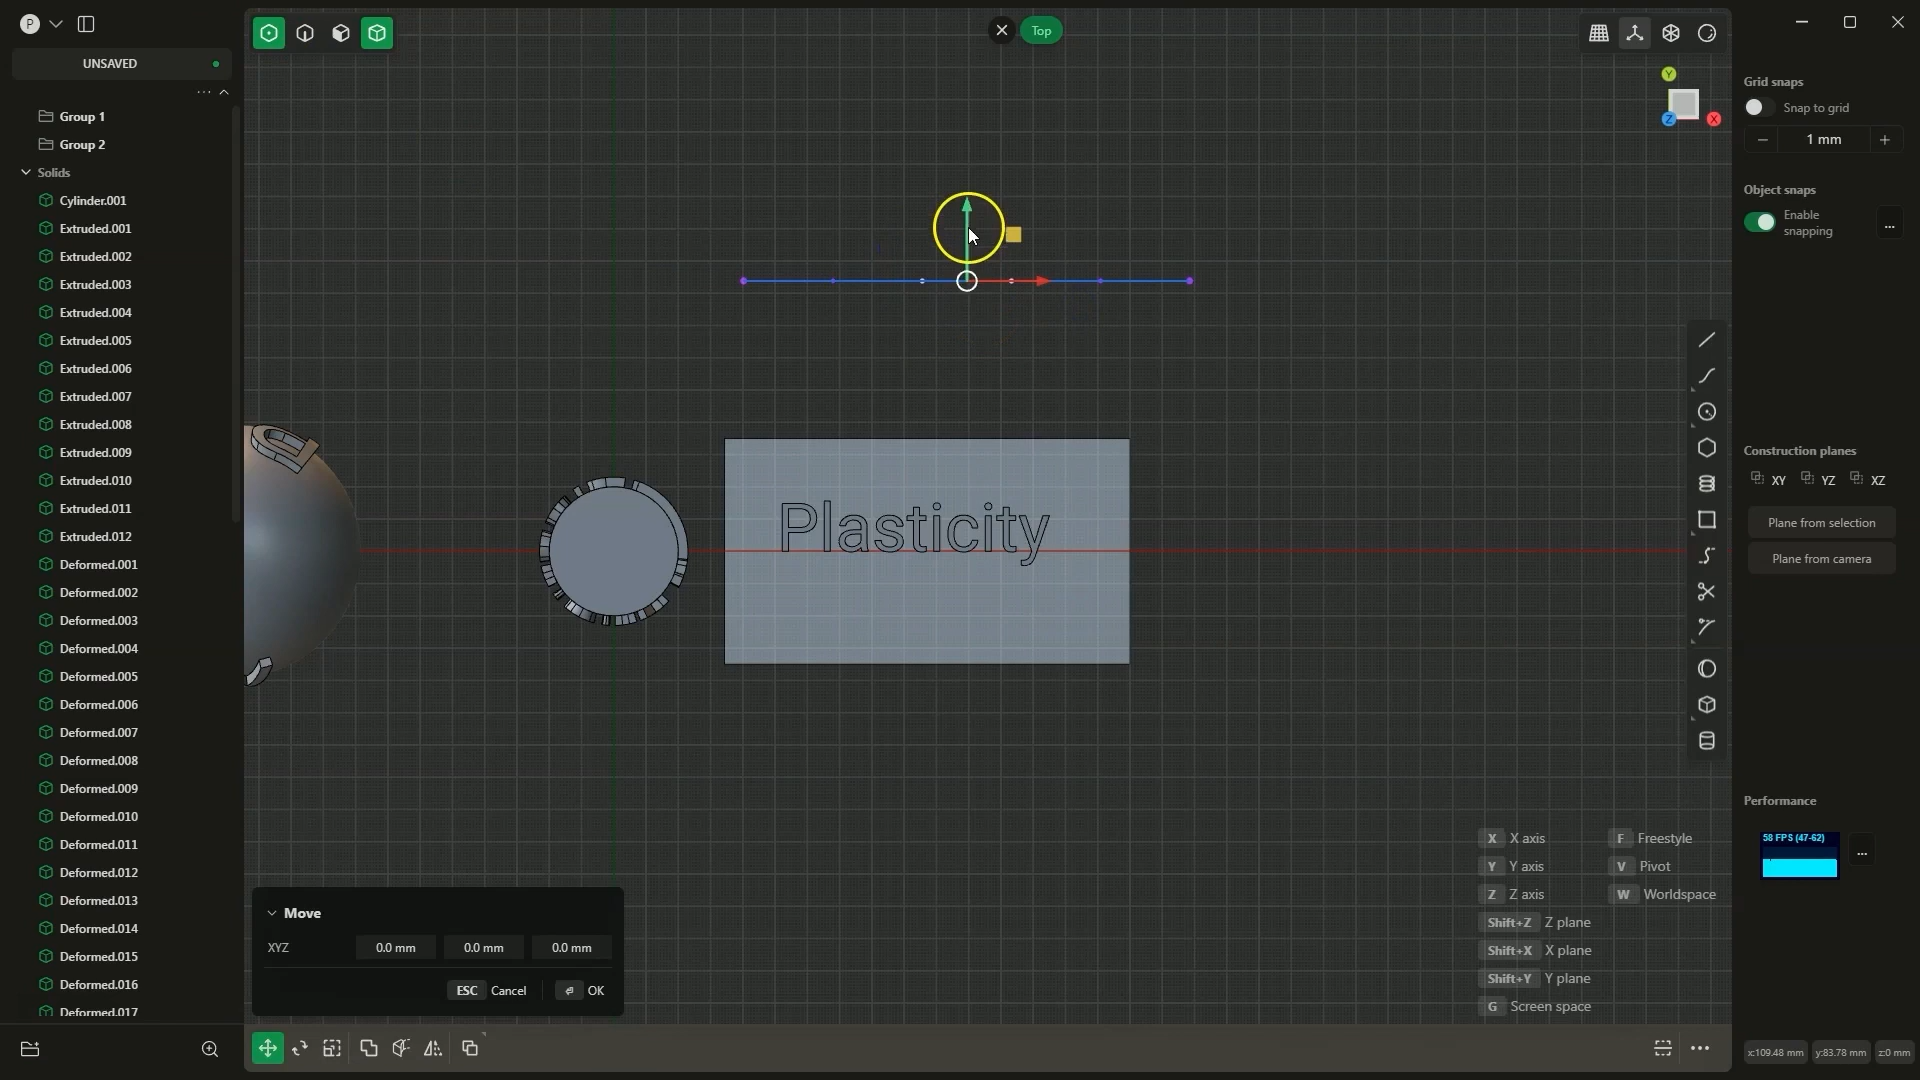 P
UNSAVED
...
Group 1
Group 2
Solids
Cylinder.001
Extruded.001
Extruded.002
Extruded.003
Extruded.004
Extruded.005
Extruded.006
Extruded.007
Extruded.008
Extruded.009
Extruded.010
Extruded.011
Extruded.012
Deformed.001
Deformed.002
Deformed.003
Deformed.004
Deformed.005
Deformed.006
Deformed.007
Deformed.008
Deformed.009
Deformed.010
Deformed.011
Deformed.012
Deformed.013
Deformed.014
Deformed.015
Deformed.016
Deformed.017
Top
Y
Z
X
Plasticity
Move
XYZ 0.0 mm 0.0 mm 0.0 mm
ESC Cancel OK
X X axis F Freestyle
Y Y axis V Pivot
Z Z axis W Worldspace
Shift+Z Z plane
Shift+X X plane
Shift+Y Y plane
G Screen space
Grid snaps
Snap to grid
− 1 mm +
Object snaps
Enable
snapping
...
Construction planes
XY YZ XZ
Plane from selection
Plane from camera
Performance
58 FPS (47-62)
...
x:109.48 mm y:83.78 mm z:0 mm